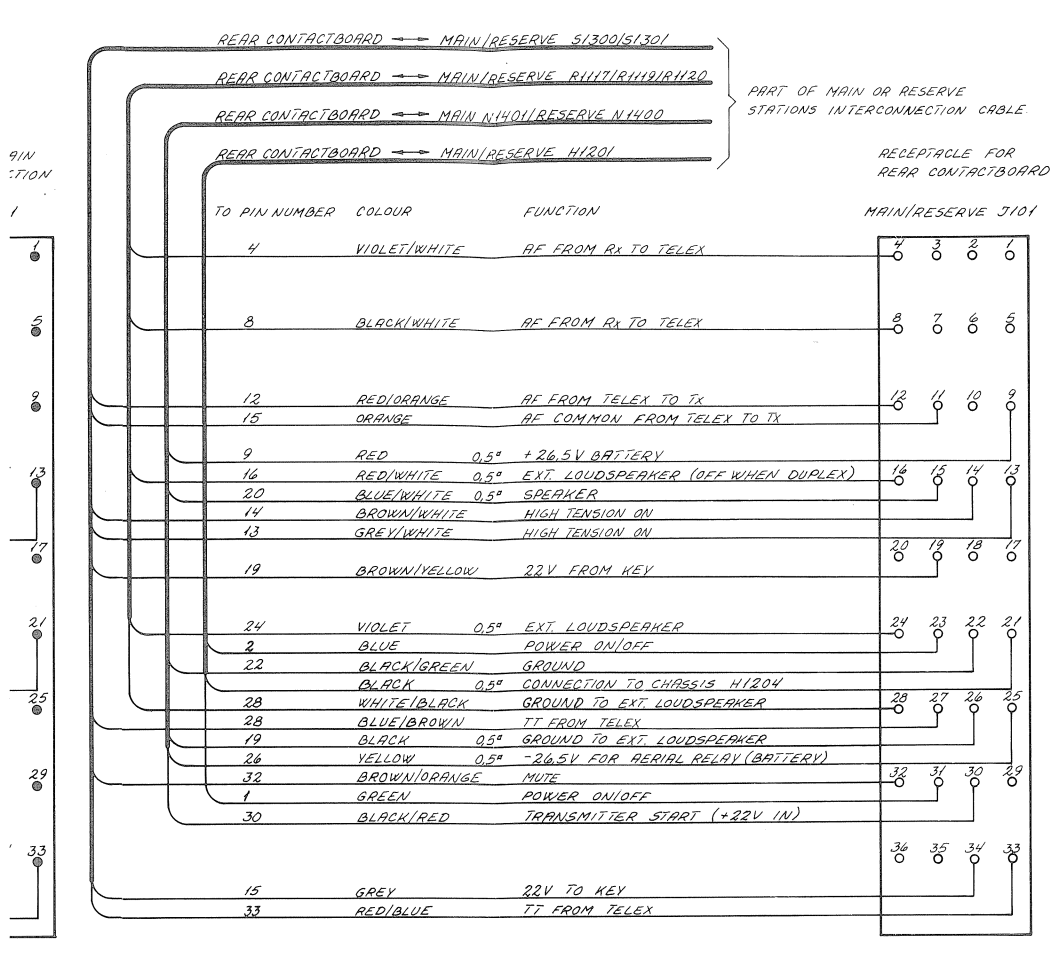 REAR CONTACTBOARD ↔ MAIN/RESERVE S1300/S1301
REAR CONTACTBOARD ↔ MAIN/RESERVE R1117/R1119/R1120
REAR CONTACTBOARD ↔ MAIN N1401/RESERVE N1400
REAR CONTACTBOARD ↔ MAIN/RESERVE H1201
PART OF MAIN OR RESERVE
STATIONS INTERCONNECTION CABLE.
AIN
CTION
1
RECEPTACLE FOR
REAR CONTACTBOARD
MAIN/RESERVE J101
TO PIN NUMBER COLOUR FUNCTION
1
4 VIOLET/WHITE AF FROM Rx TO TELEX
4 3 2 1
5
8 BLACK/WHITE AF FROM Rx TO TELEX
8 7 6 5
9
12 RED/ORANGE AF FROM TELEX TO Tx
12 11 10 9
15 ORANGE AF COMMON FROM TELEX TO Tx
9 RED 0,5ª +26,5V BATTERY
13
16 RED/WHITE 0,5ª EXT. LOUDSPEAKER (OFF WHEN DUPLEX)
16 15 14 13
20 BLUE/WHITE 0,5ª SPEAKER
14 BROWN/WHITE HIGH TENSION ON
13 GREY/WHITE HIGH TENSION ON
17
20 19 18 17
19 BROWN/YELLOW 22V FROM KEY
21
24 VIOLET 0,5ª EXT. LOUDSPEAKER
24 23 22 21
2 BLUE POWER ON/OFF
22 BLACK/GREEN GROUND
BLACK 0,5ª CONNECTION TO CHASSIS H1204
25
28 WHITE/BLACK GROUND TO EXT. LOUDSPEAKER
28 27 26 25
28 BLUE/BROWN TT FROM TELEX
19 BLACK 0,5ª GROUND TO EXT. LOUDSPEAKER
26 YELLOW 0,5ª -26,5V FOR AERIAL RELAY (BATTERY)
29
32 BROWN/ORANGE MUTE
32 31 30 29
1 GREEN POWER ON/OFF
30 BLACK/RED TRANSMITTER START (+22V IN)
33
36 35 34 33
15 GREY 22V TO KEY
33 RED/BLUE TT FROM TELEX